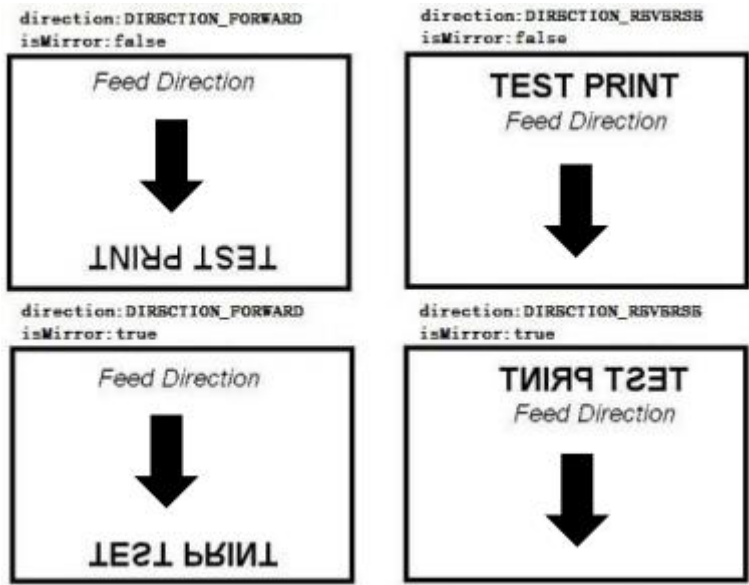 direction:DIRECTION_FORWARD
isMirror:false
Feed Direction
TEST PRINT
direction:DIRECTION_REVERSE
isMirror:false
TEST PRINT
Feed Direction
direction:DIRECTION_FORWARD
isMirror:true
Feed Direction
TEST PRINT
direction:DIRECTION_REVERSE
isMirror:true
TEST PRINT
Feed Direction